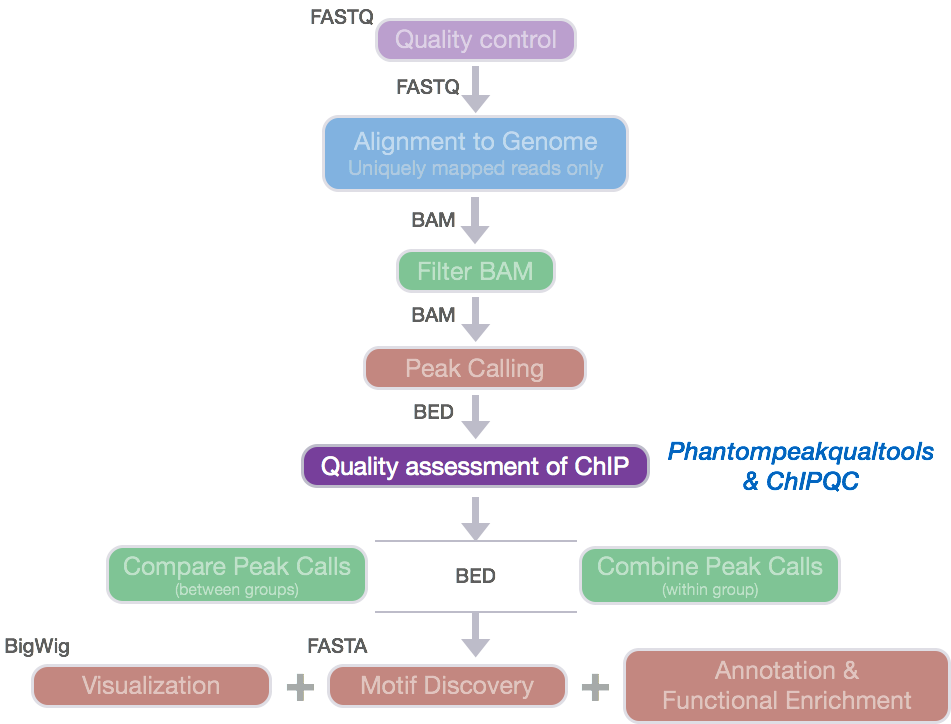 FASTQ
Quality control
FASTQ
Alignment to Genome
Uniquely mapped reads only
BAM
Filter BAM
BAM
Peak Calling
BED
Quality assessment of ChIP
Phantompeakqualtools
& ChIPQC
Compare Peak Calls
(between groups)
BED
Combine Peak Calls
(within group)
BigWig
Visualization
+
FASTA
Motif Discovery
+
Annotation &
Functional Enrichment